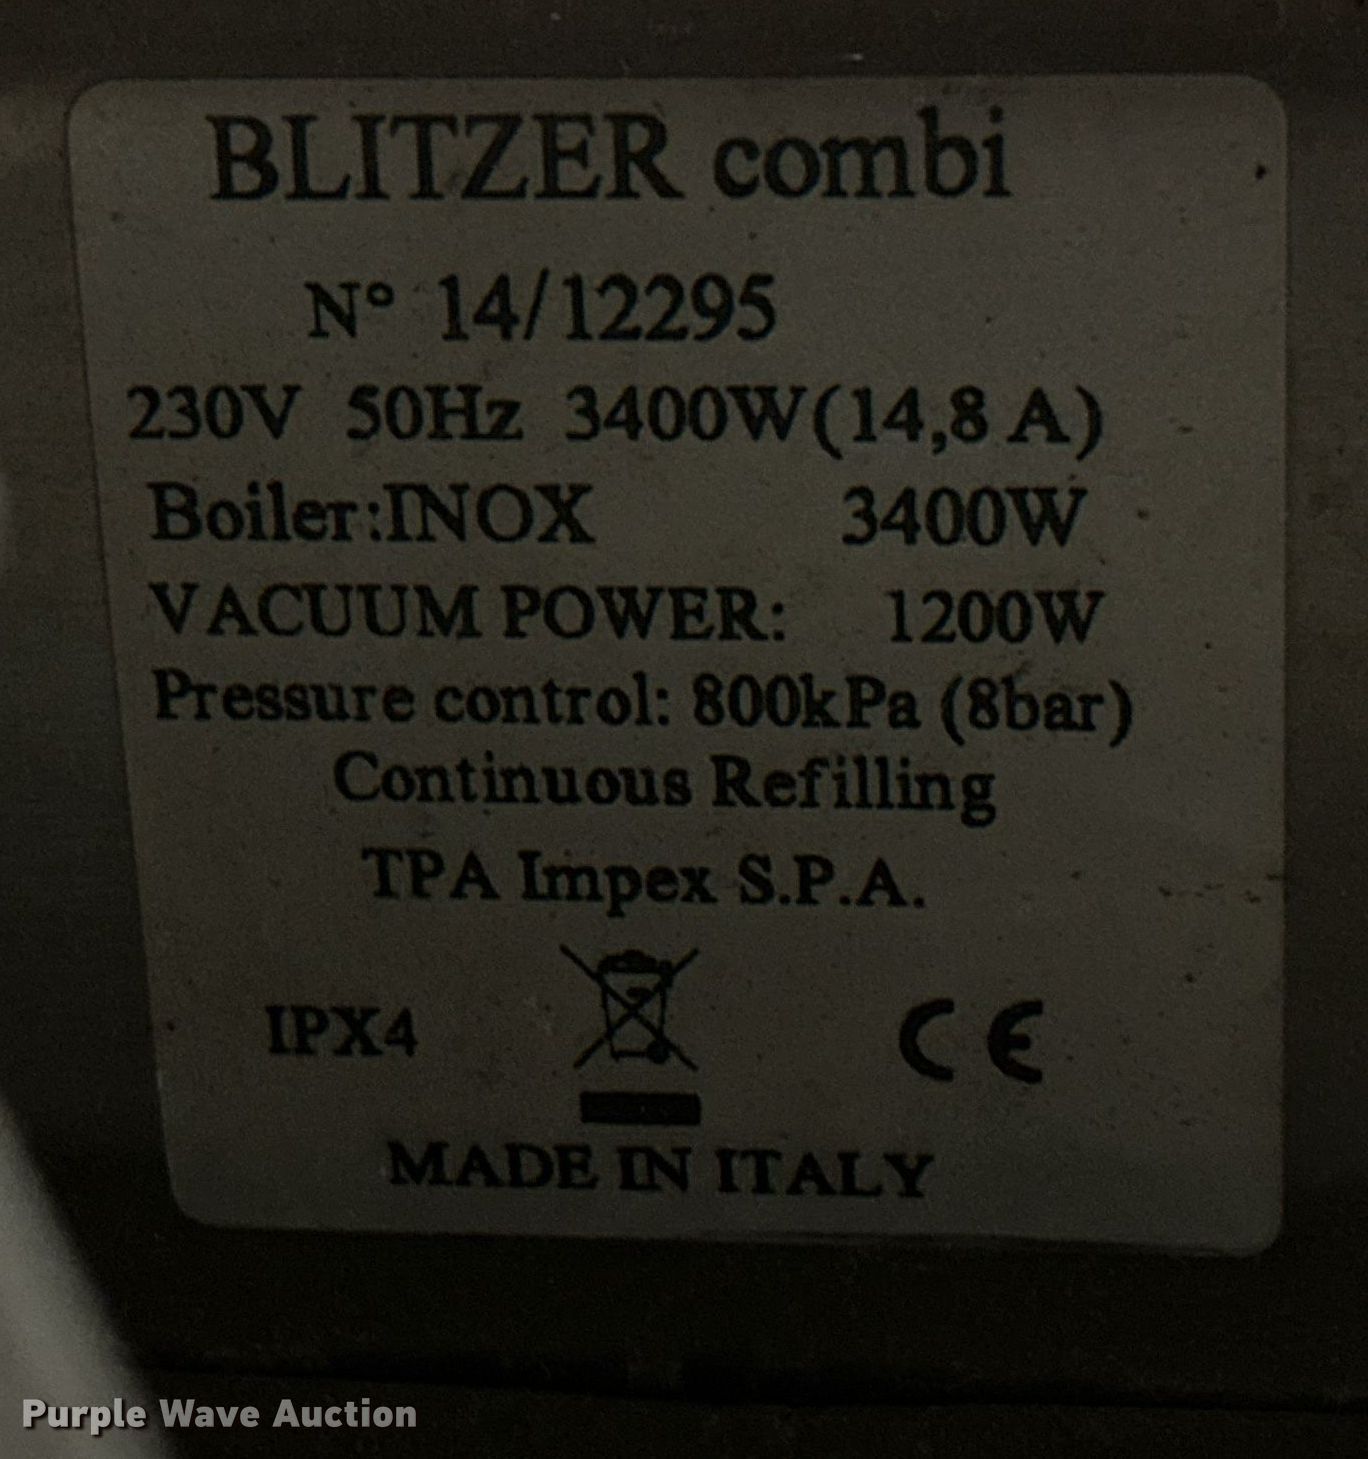 BLITZER combi
N° 14/12295
230V 50Hz 3400W(14,8 A)
Boiler:INOX 3400W
VACUUM POWER: 1200W
Pressure control: 800kPa (8bar)
Continuous Refilling
TPA Impex S.P.A.
IPX4 CE
MADE IN ITALY
Purple Wave Auction